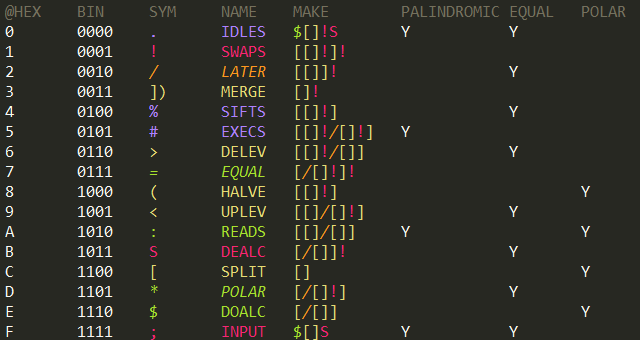 @HEX BIN SYM NAME MAKE PALINDROMIC EQUAL POLAR
0 0000 . IDLES $[]!S Y Y
1 0001 ! SWAPS [[]!]!
2 0010 / LATER [[]]! Y
3 0011 ]) MERGE []!
4 0100 % SIFTS [[]!] Y
5 0101 # EXECS [[]!/[]!] Y
6 0110 > DELEV [[]!/[]] Y
7 0111 = EQUAL [/[]!]!
8 1000 ( HALVE [[]!] Y
9 1001 < UPLEV [[]/[]!] Y
A 1010 : READS [[]/[]] Y Y
B 1011 S DEALC [/[]]! Y
C 1100 [ SPLIT [] Y
D 1101 * POLAR [/[]!] Y
E 1110 $ DOALC [/[]] Y
F 1111 ; INPUT $[]S Y Y